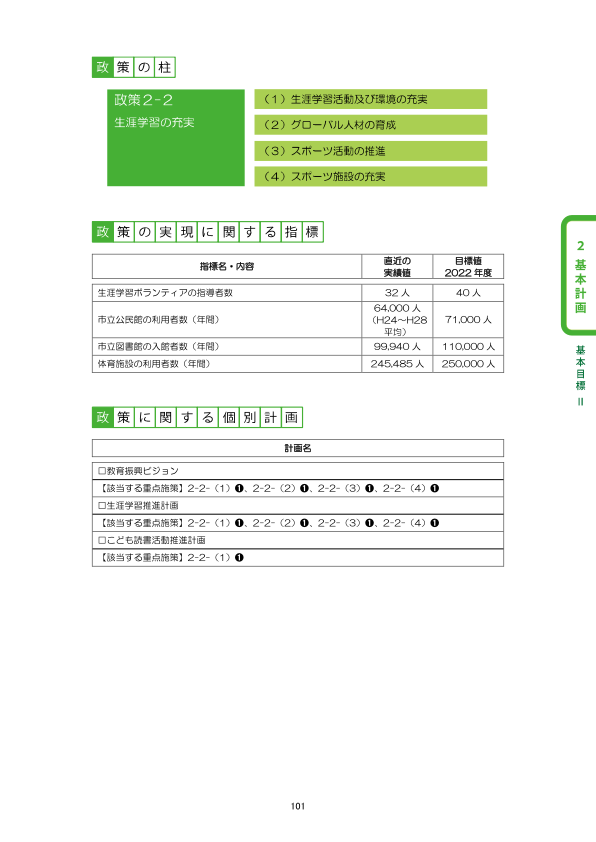 政策の柱
政策2-2
生涯学習の充実
（1）生涯学習活動及び環境の充実
（2）グローバル人材の育成
（3）スポーツ活動の推進
（4）スポーツ施設の充実
政策の実現に関する指標
指標名・内容 直近の実績値 目標値2022年度
生涯学習ボランティアの指導者数 32人 40人
市立公民館の利用者数（年間） 64,000人（H24～H28平均） 71,000人
市立図書館の入館者数（年間） 99,940人 110,000人
体育施設の利用者数（年間） 245,485人 250,000人
政策に関する個別計画
計画名
□教育振興ビジョン
【該当する重点施策】2-2-（1）❶、2-2-（2）❶、2-2-（3）❶、2-2-（4）❶
□生涯学習推進計画
【該当する重点施策】2-2-（1）❶、2-2-（2）❶、2-2-（3）❶、2-2-（4）❶
□こども読書活動推進計画
【該当する重点施策】2-2-（1）❶
2 基本計画
基本目標Ⅱ
101